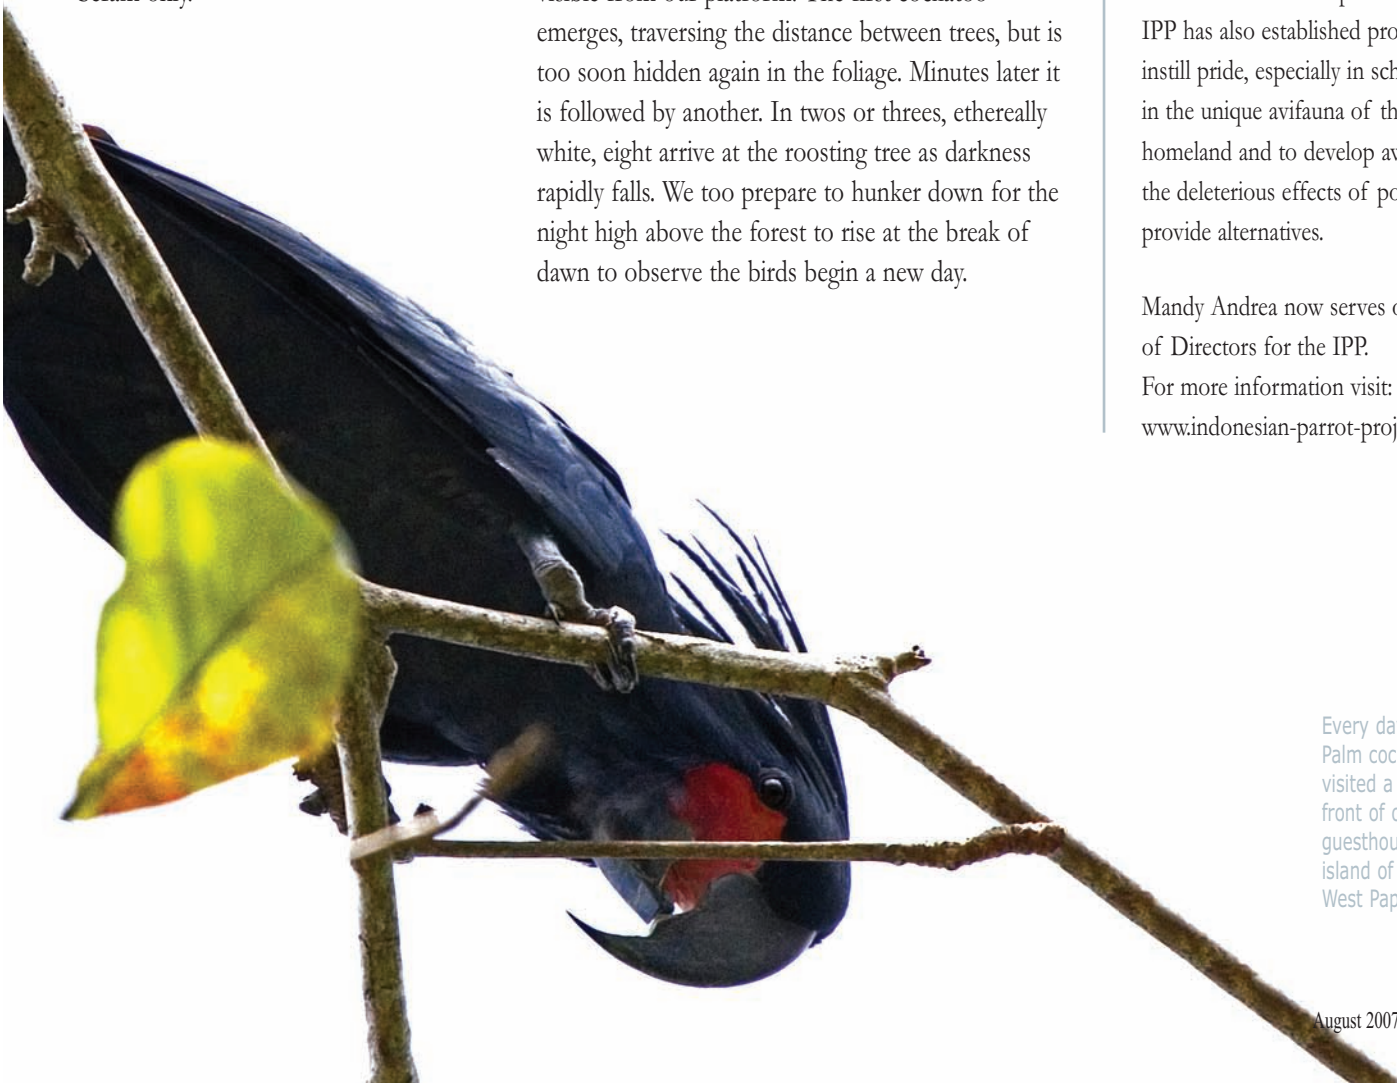 emerges, traversing the distance between trees, but is
too soon hidden again in the foliage. Minutes later it
is followed by another. In twos or threes, ethereally
white, eight arrive at the roosting tree as darkness
rapidly falls. We too prepare to hunker down for the
night high above the forest to rise at the break of
dawn to observe the birds begin a new day.
IPP has also established pro
instill pride, especially in sch
in the unique avifauna of th
homeland and to develop aw
the deleterious effects of po
provide alternatives.
Mandy Andrea now serves o
of Directors for the IPP.
For more information visit:
www.indonesian-parrot-proj
Every da
Palm coc
visited a
front of o
guesthou
island of
West Pap
August 2007